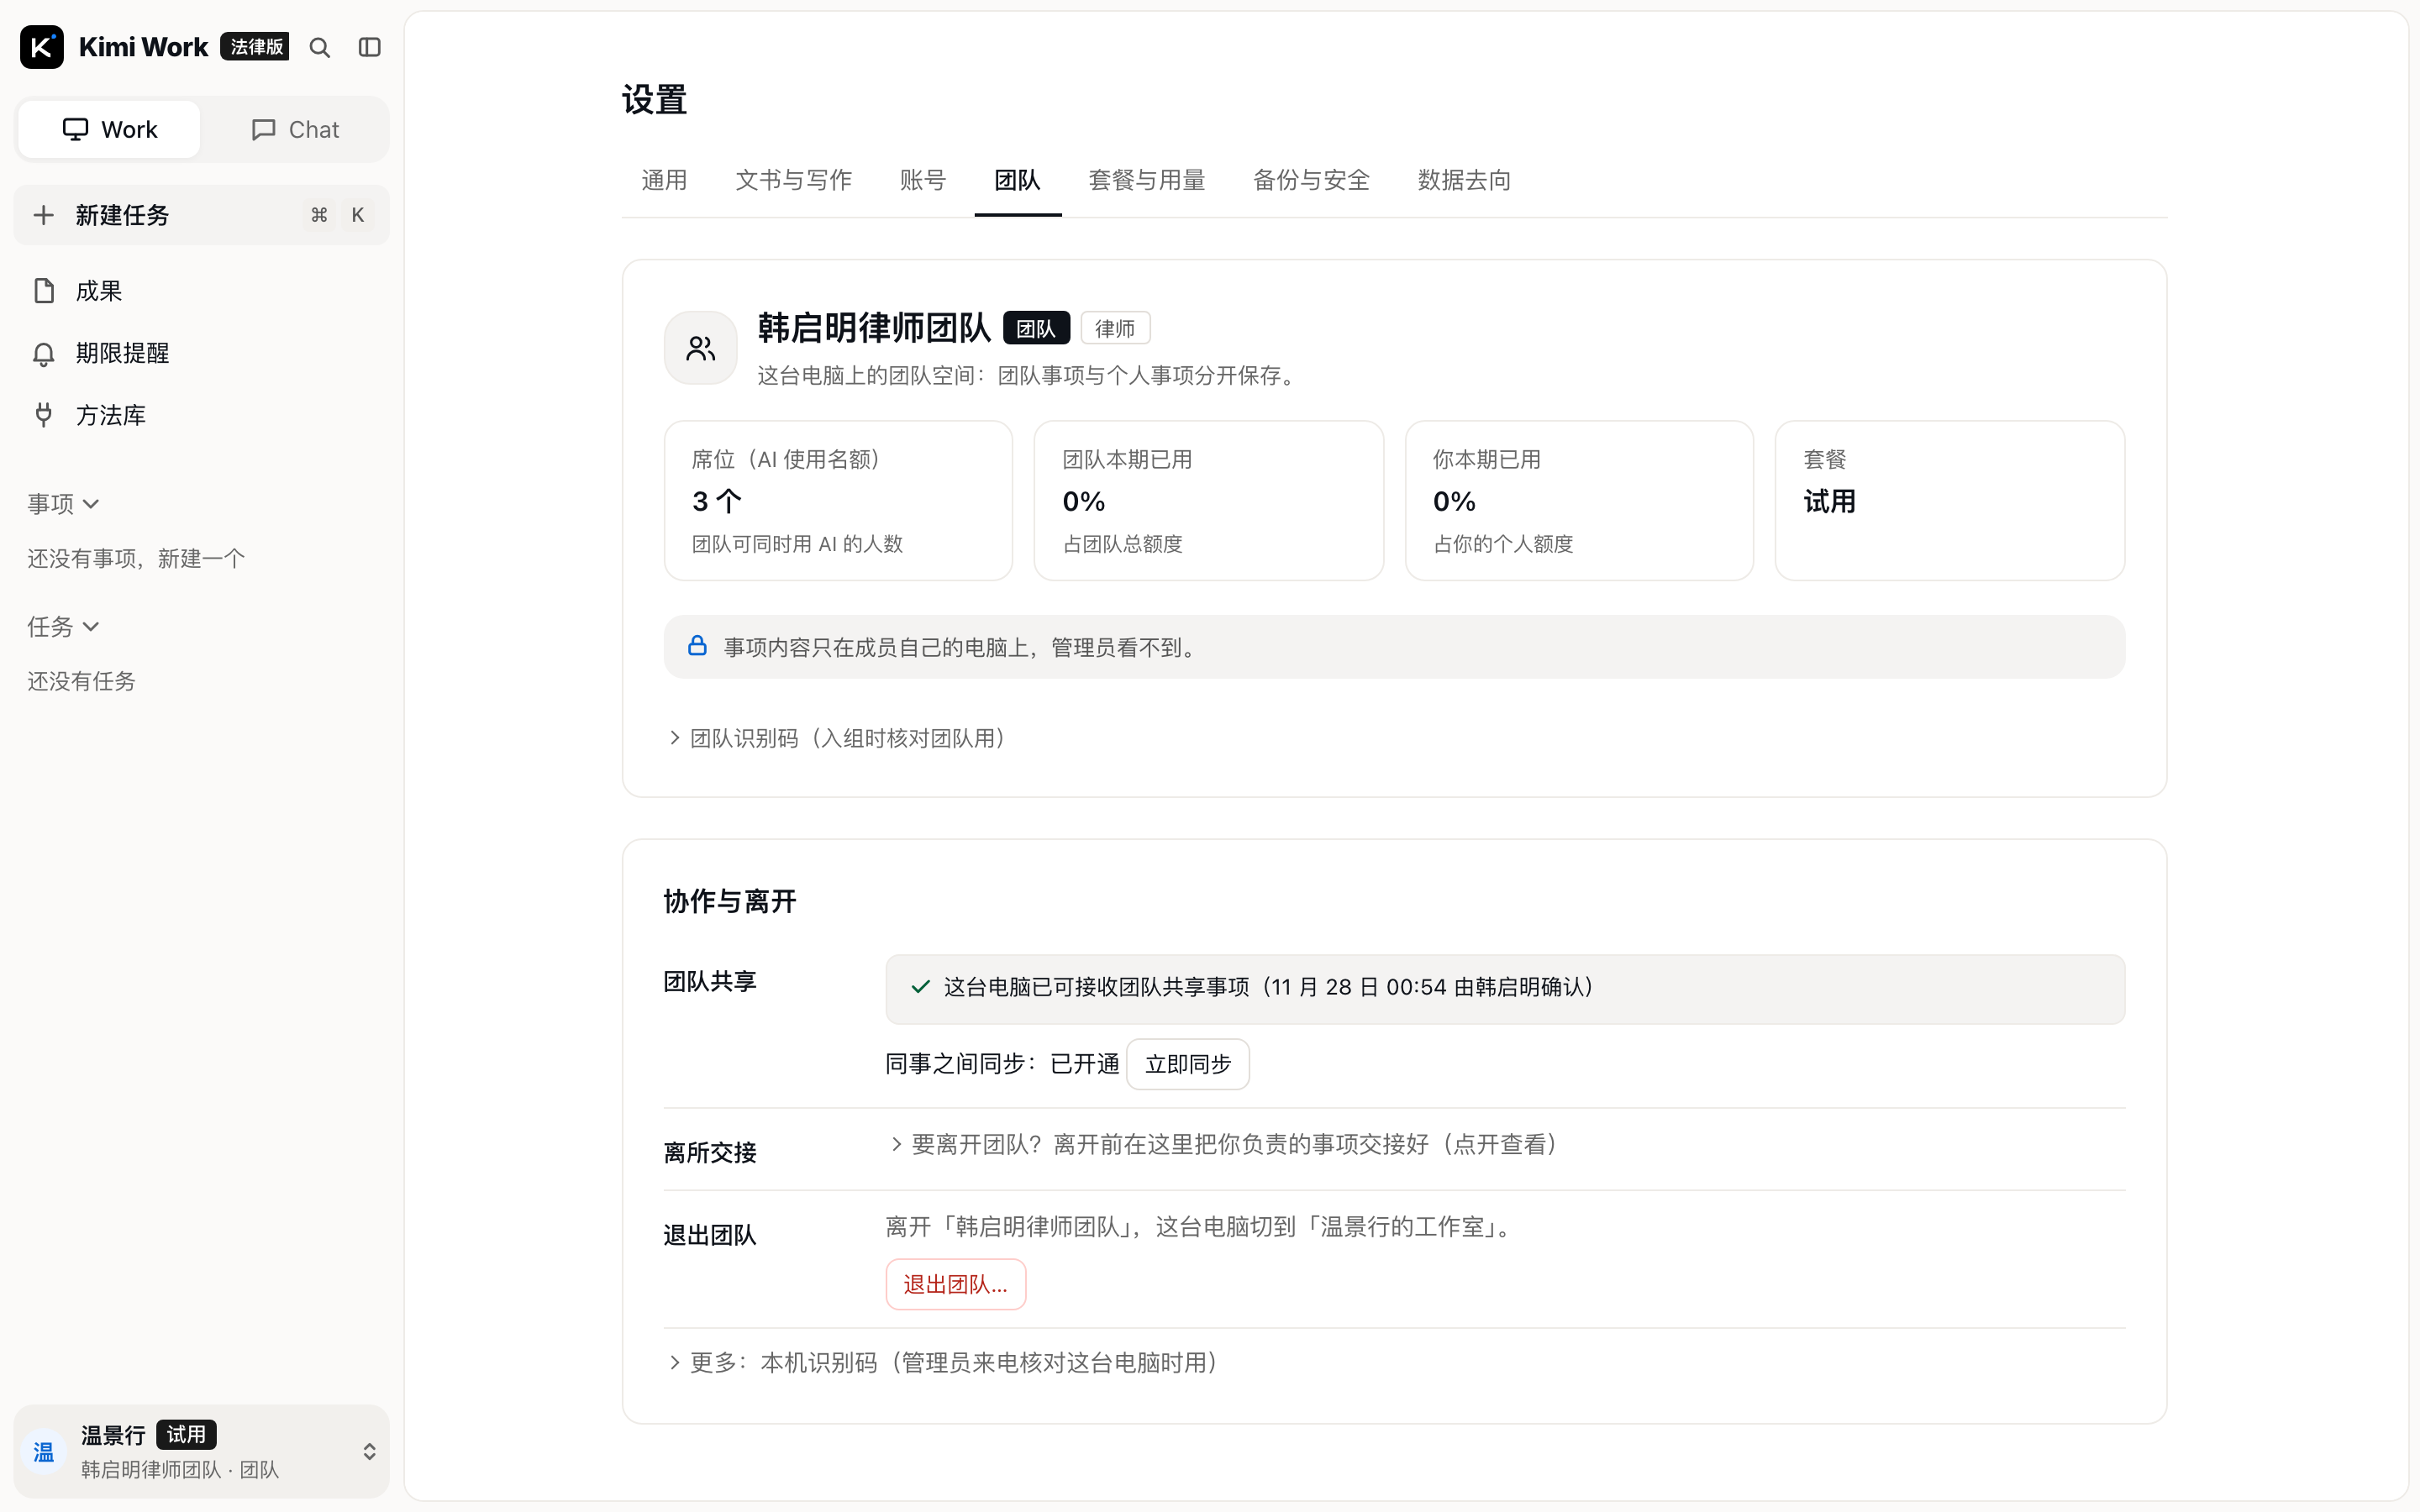 Kimi Work 法律版
Work
Chat
新建任务 ⌘ K
成果
期限提醒
方法库
事项
还没有事项，新建一个
任务
还没有任务
温景行 试用
韩启明律师团队 · 团队
设置
通用 文书与写作 账号 团队 套餐与用量 备份与安全 数据去向
韩启明律师团队 团队 律师
这台电脑上的团队空间：团队事项与个人事项分开保存。
席位（AI 使用名额）
3 个
团队可同时用 AI 的人数
团队本期已用
0%
占团队总额度
你本期已用
0%
占你的个人额度
套餐
试用
事项内容只在成员自己的电脑上，管理员看不到。
团队识别码（入组时核对团队用）
协作与离开
团队共享
这台电脑已可接收团队共享事项（11 月 28 日 00:54 由韩启明确认）
同事之间同步：已开通 立即同步
离所交接
要离开团队？离开前在这里把你负责的事项交接好（点开查看）
退出团队
离开「韩启明律师团队」，这台电脑切到「温景行的工作室」。
退出团队...
更多：本机识别码（管理员来电核对这台电脑时用）